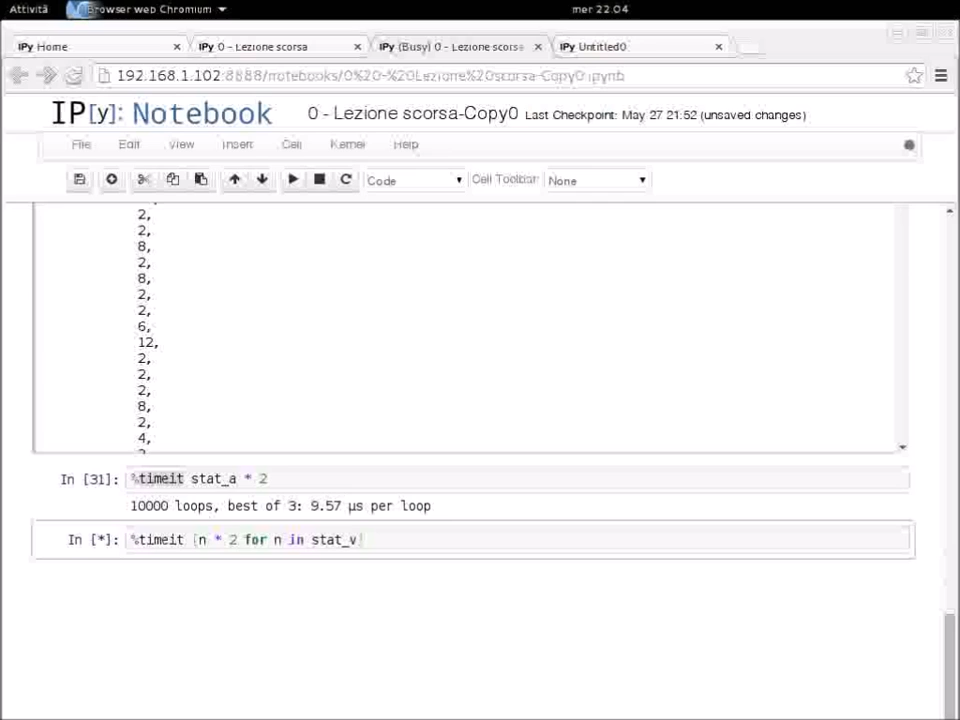 Attività Browser web Chromium mer 22:04
IPy Home × IPy 0 - Lezione scorsa × IPy (Busy) 0 - Lezione scorsa × IPy Untitled0 ×
192.168.1.102:8888/notebooks/0%20-%20Lezione%20scorsa-Copy0.ipynb
IP[y]: Notebook 0 - Lezione scorsa-Copy0 Last Checkpoint: May 27 21:52 (unsaved changes)
File Edit View Insert Cell Kernel Help
Code Cell Toolbar: None
2,
2,
8,
2,
8,
2,
2,
6,
12,
2,
2,
2,
8,
2,
4,
In [31]: %timeit stat_a * 2
10000 loops, best of 3: 9.57 µs per loop
In [*]: %timeit [n * 2 for n in stat_v]